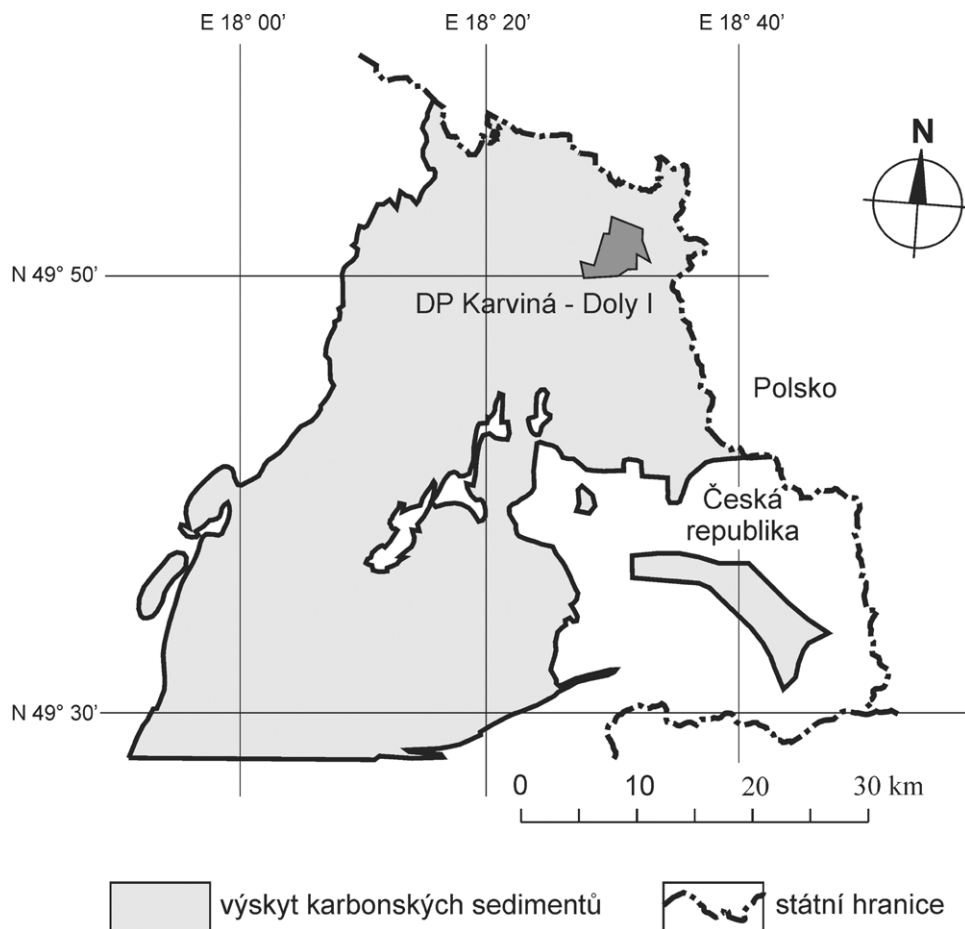 E 18° 00’
E 18° 20’
E 18° 40’
N
N 49° 50’
DP Karviná - Doly I
Polsko
Česká
republika
N 49° 30’
0
10
20
30 km
výskyt karbonských sedimentů
státní hranice